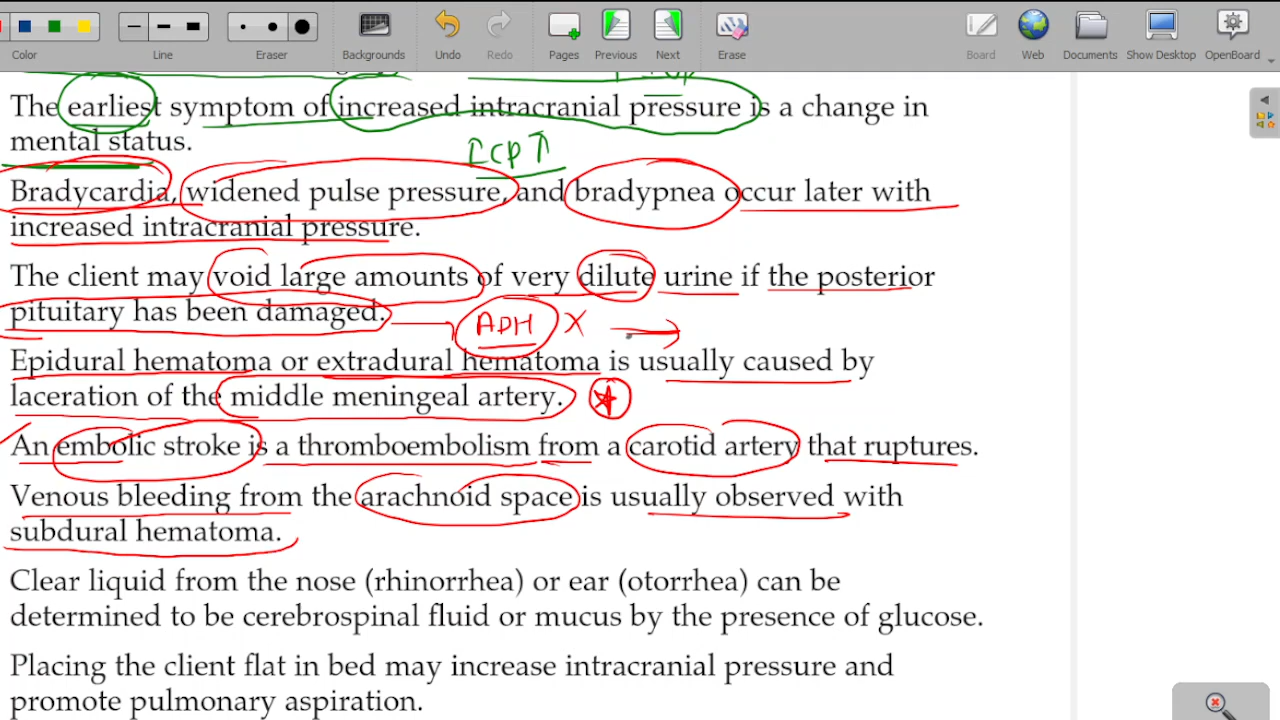 Color
Line
Eraser
Backgrounds
Undo
Redo
Pages
Previous
Next
Erase
Board
Web
Documents
Show Desktop
OpenBoard
The earliest symptom of increased intracranial pressure is a change in
mental status.
ICP ↑
Bradycardia, widened pulse pressure, and bradypnea occur later with
increased intracranial pressure.
The client may void large amounts of very dilute urine if the posterior
pituitary has been damaged.
ADH X →
Epidural hematoma or extradural hematoma is usually caused by
laceration of the middle meningeal artery.
An embolic stroke is a thromboembolism from a carotid artery that ruptures.
Venous bleeding from the arachnoid space is usually observed with
subdural hematoma.
Clear liquid from the nose (rhinorrhea) or ear (otorrhea) can be
determined to be cerebrospinal fluid or mucus by the presence of glucose.
Placing the client flat in bed may increase intracranial pressure and
promote pulmonary aspiration.